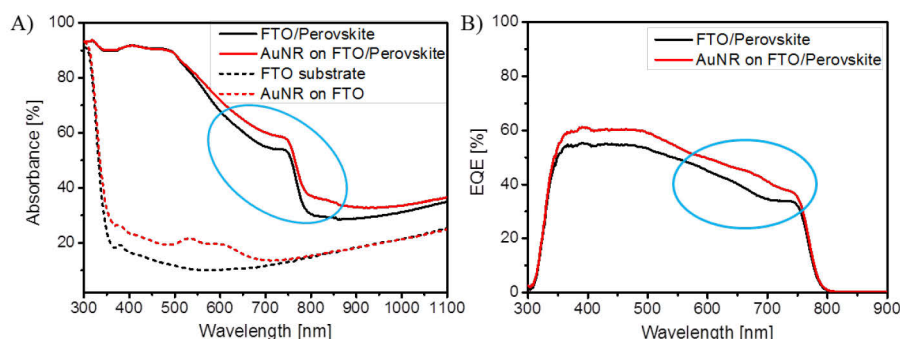 A)
Absorbance [%]
100
80
60
40
20
300 400 500 600 700 800 900 1000 1100
Wavelength [nm]
FTO/Perovskite
AuNR on FTO/Perovskite
FTO substrate
AuNR on FTO
B)
EQE [%]
100
80
60
40
20
0
300 400 500 600 700 800 900
Wavelength [nm]
FTO/Perovskite
AuNR on FTO/Perovskite